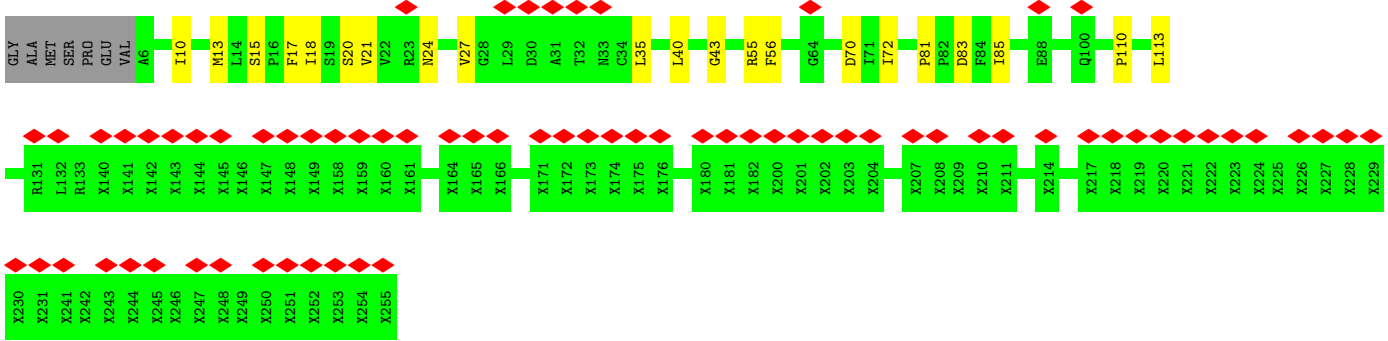 GLY ALA MET SER PRO GLU VAL A6 I10 M13 L14 S15 P16 F17 I18 S19 S20 V21 V22 R23 N24 V27 G28 L29 D30 A31 T32 N33 C34 L35 L40 G43 R55 F56 G64 D70 I71 I72 P81 P82 D83 F84 I85 E88 Q100 P110 L113
R131 L132 R133 X140 X141 X142 X143 X144 X145 X146 X147 X148 X149 X158 X159 X160 X161 X164 X165 X166 X171 X172 X173 X174 X175 X176 X180 X181 X182 X200 X201 X202 X203 X204 X207 X208 X209 X210 X211 X214 X217 X218 X219 X220 X221 X222 X223 X224 X225 X226 X227 X228 X229
X230 X231 X241 X242 X243 X244 X245 X246 X247 X248 X249 X250 X251 X252 X253 X254 X255